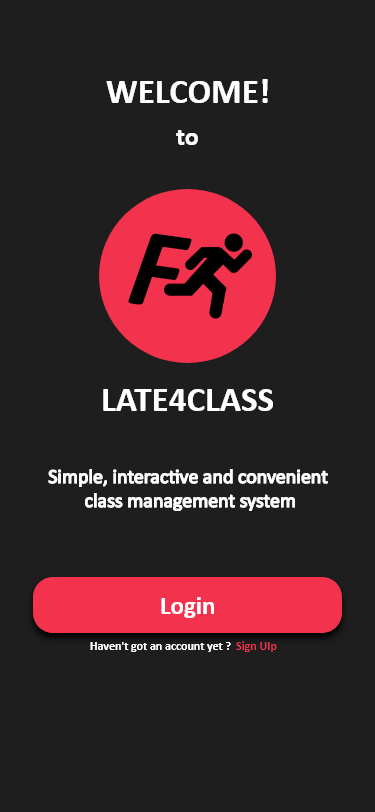 WELCOME!
to
F
LATE4CLASS
Simple, interactive and convenient
class management system
Login
Haven't got an account yet ? Sign UIp